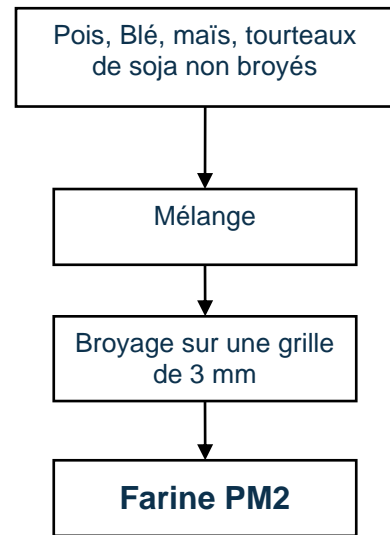 Pois, Blé, maïs, tourteaux
de soja non broyés
Mélange
Broyage sur une grille
de 3 mm
Farine PM2